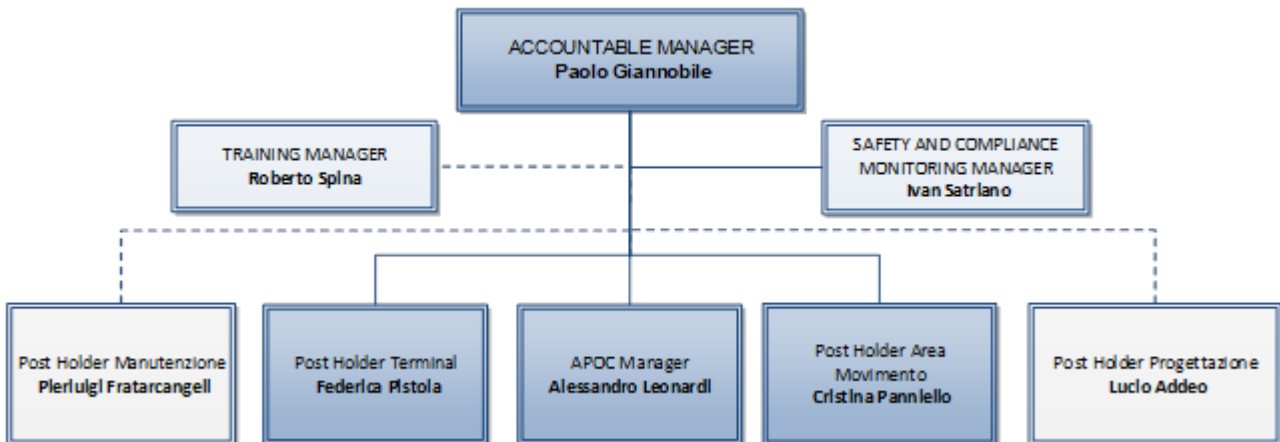 ACCOUNTABLE MANAGER
Paolo Giannobile
TRAINING MANAGER
Roberto Spina
SAFETY AND COMPLIANCE
MONITORING MANAGER
Ivan Satriano
Post Holder Manutenzione
Pierluigi Fratarcangeli
Post Holder Terminal
Federica Pistola
APOC Manager
Alessandro Leonardi
Post Holder Area
Movimento
Cristina Panniello
Post Holder Progettazione
Lucio Addeo